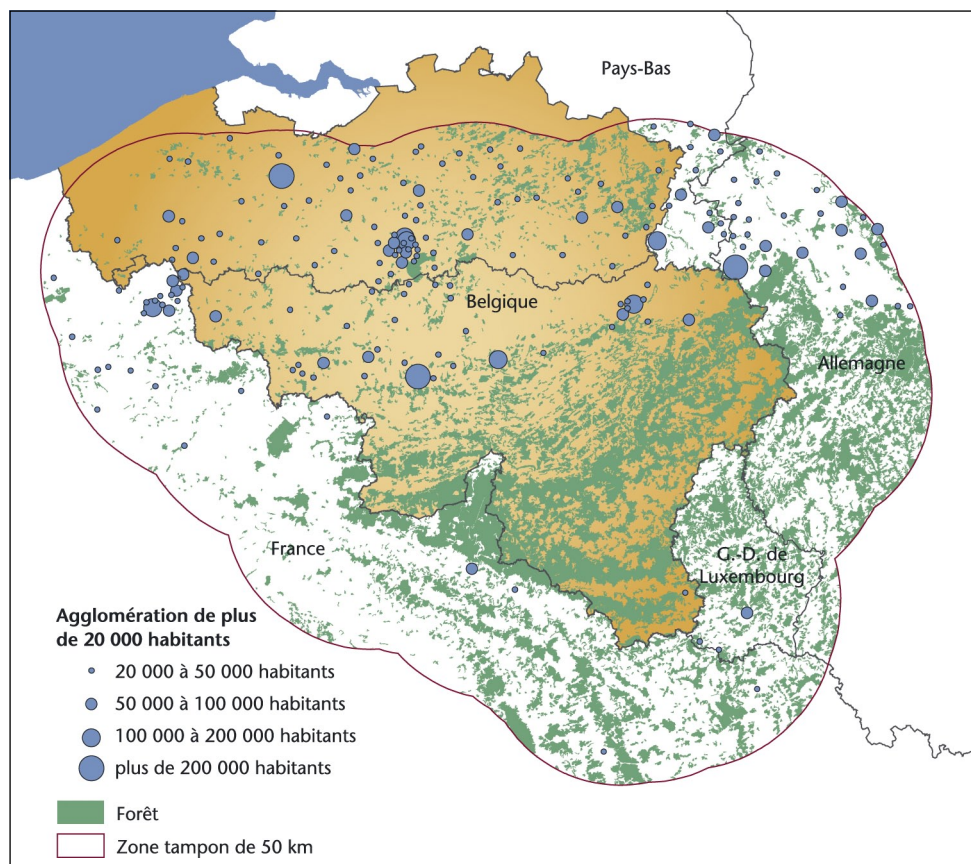 Pays-Bas
Belgique
Allemagne
France
G.-D. de
Luxembourg
Agglomération de plus
de 20 000 habitants
20 000 à 50 000 habitants
50 000 à 100 000 habitants
100 000 à 200 000 habitants
plus de 200 000 habitants
Forêt
Zone tampon de 50 km